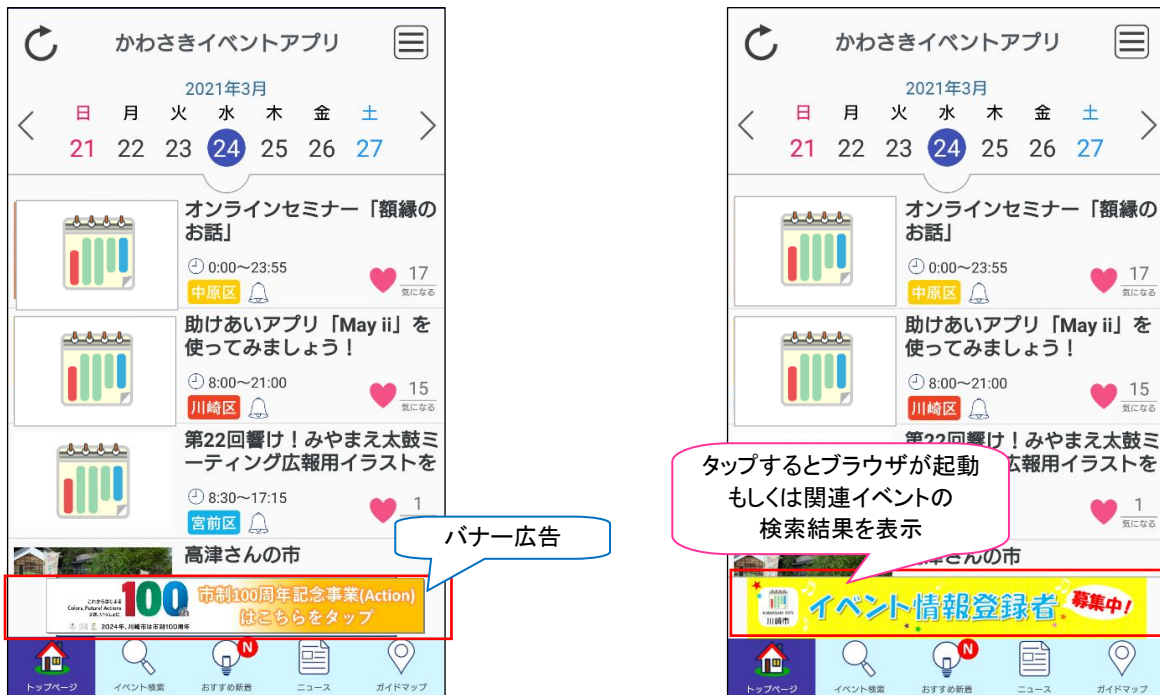 かわさきイベントアプリ
2021年3月
日 月 火 水 木 金 土
21 22 23 24 25 26 27
オンラインセミナー「額縁の
お話」
0:00～23:55
17
中原区
気になる
助けあいアプリ「May ii」を
使ってみましょう！
8:00～21:00
15
川崎区
気になる
第22回響け！みやまえ太鼓ミ
ーティング広報用イラストを
8:30～17:15
1
宮前区
バナー広告
高津さんの市
これからはじまる
Colors, Future! Actions
100
市制100周年記念事業(Action)
はこちらをタップ
2024年、川崎市は市制100周年
N
トップページ
イベント検索
おすすめ新着
ニュース
ガイドマップ
かわさきイベントアプリ
2021年3月
日 月 火 水 木 金 土
21 22 23 24 25 26 27
オンラインセミナー「額縁の
お話」
0:00～23:55
17
中原区
気になる
助けあいアプリ「May ii」を
使ってみましょう！
8:00～21:00
15
川崎区
気になる
第22回響け！みやまえ太鼓ミ
広報用イラストを
タップするとブラウザが起動
もしくは関連イベントの
検索結果を表示
1
気になる
津さんの市
KAWASAKI CITY
川崎市
イベント情報登録者 募集中!
N
トップページ
イベント検索
おすすめ新着
ニュース
ガイドマップ